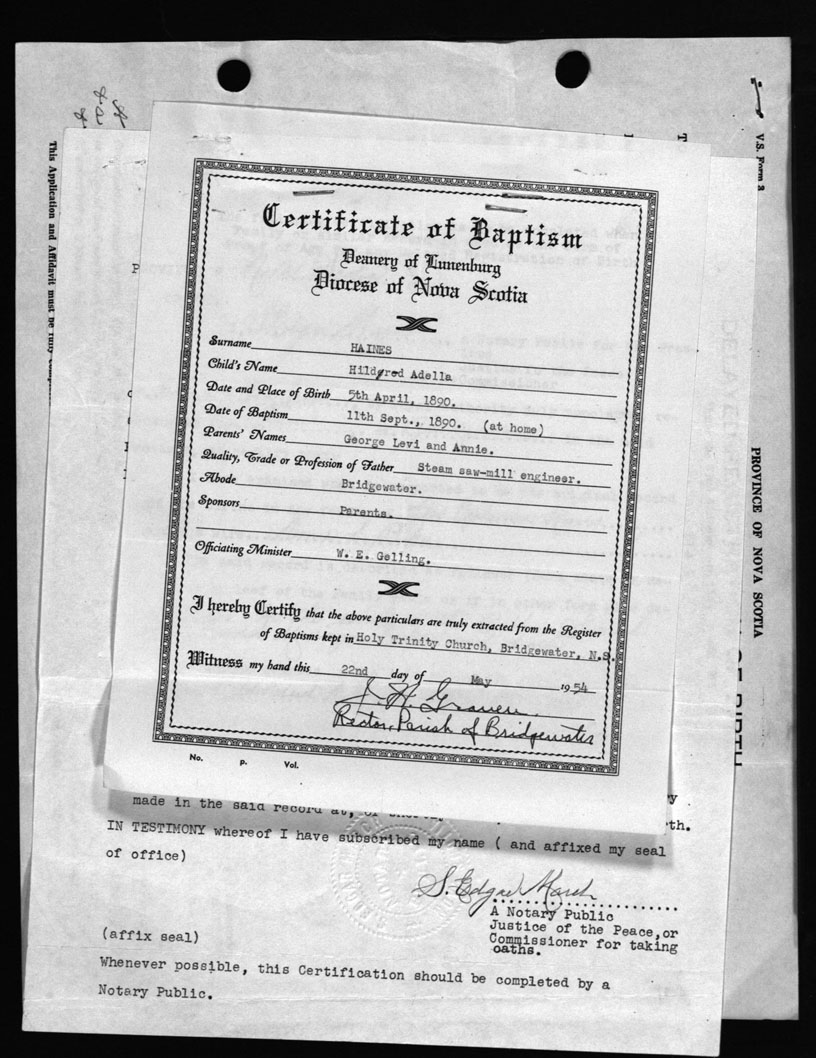 V.S. Form 3
This Application and Affidavit must be fully
PROVINCE OF NOVA SCOTIA
OF BIRTH
Certificate of Baptism
Deanery of Lunenburg
Diocese of Nova Scotia
Surname HAINES
Child's Name Hildgred Adella
Date and Place of Birth 5th April, 1890.
Date of Baptism 11th Sept., 1890. (at home)
Parents' Names George Levi and Annie.
Quality, Trade or Profession of Father Steam saw-mill engineer.
Abode Bridgewater.
Sponsors Parents.
Officiating Minister W. E. Gelling.
I hereby Certify that the above particulars are truly extracted from the Register
of Baptisms kept in Holy Trinity Church, Bridgewater, N.S.
Witness my hand this 22nd day of May 1954
Rector, Parish of Bridgewater
No. p. Vol.
made in the said record at, or
IN TESTIMONY whereof I have subscribed my name ( and affixed my seal
of office)
S. Edgar March
A Notary Public
Justice of the Peace, or
Commissioner for taking
oaths.
(affix seal)
Whenever possible, this Certification should be completed by a
Notary Public.